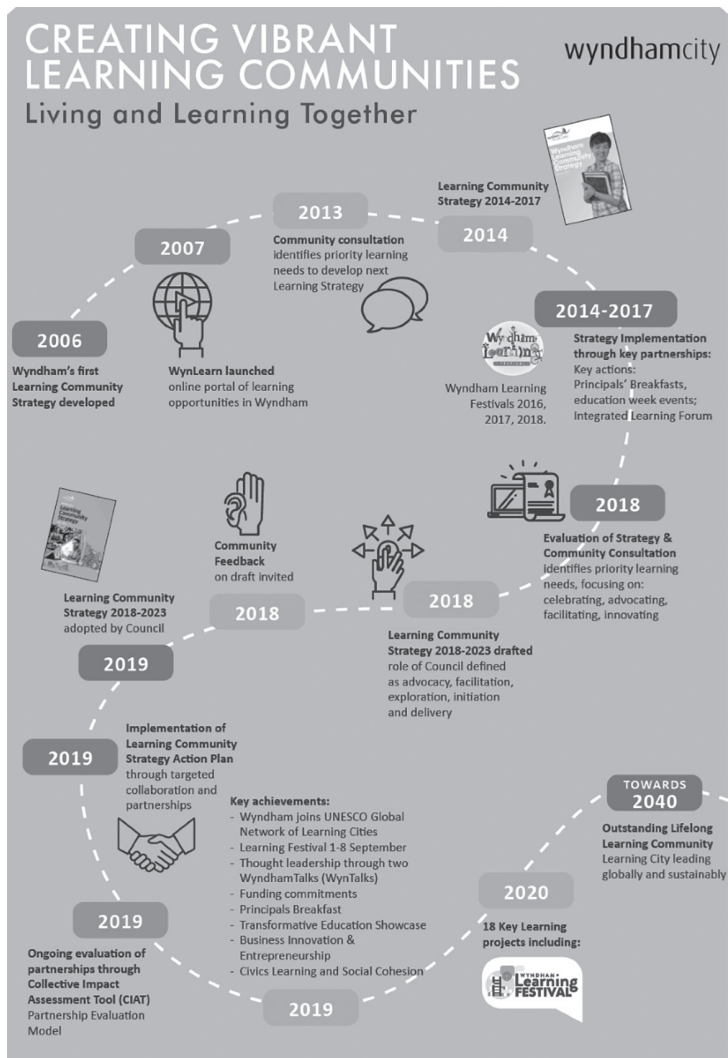 CREATING VIBRANT
LEARNING COMMUNITIES
Living and Learning Together
wyndhamcity
2006
Wyndham's first
Learning Community
Strategy developed
2007
WynLearn launched
online portal of learning
opportunities in Wyndham
2013
Community consultation
identifies priority learning
needs to develop next
Learning Strategy
Learning Community
Strategy 2014-2017
2014
Wyndham
Learning
Community
Strategy
2014-2017
Strategy Implementation
through key partnerships:
Key actions:
Principals' Breakfasts,
education week events;
Integrated Learning Forum
Wyndham
Learning
FESTIVAL
Wyndham Learning
Festivals 2016,
2017, 2018.
2018
Evaluation of Strategy &
Community Consultation
identifies priority learning
needs, focusing on:
celebrating, advocating,
facilitating, innovating
2018
Learning Community
Strategy 2018-2023 drafted
role of Council defined
as advocacy, facilitation,
exploration, initiation
and delivery
Community
Feedback
on draft invited
2018
Learning
Community
Strategy
Learning Community
Strategy 2018-2023
adopted by Council
2019
2019
Implementation of
Learning Community
Strategy Action Plan
through targeted
collaboration and
partnerships
2019
Ongoing evaluation of
partnerships through
Collective Impact
Assessment Tool (CIAT)
Partnership Evaluation
Model
Key achievements:
- Wyndham joins UNESCO Global
Network of Learning Cities
- Learning Festival 1-8 September
- Thought leadership through two
WyndhamTalks (WynTalks)
- Funding commitments
- Principals Breakfast
- Transformative Education Showcase
- Business Innovation &
Entrepreneurship
- Civics Learning and Social Cohesion
2019
2020
18 Key Learning
projects including:
WYNDHAM
Learning
FESTIVAL
TOWARDS
2040
Outstanding Lifelong
Learning Community
Learning City leading
globally and sustainably